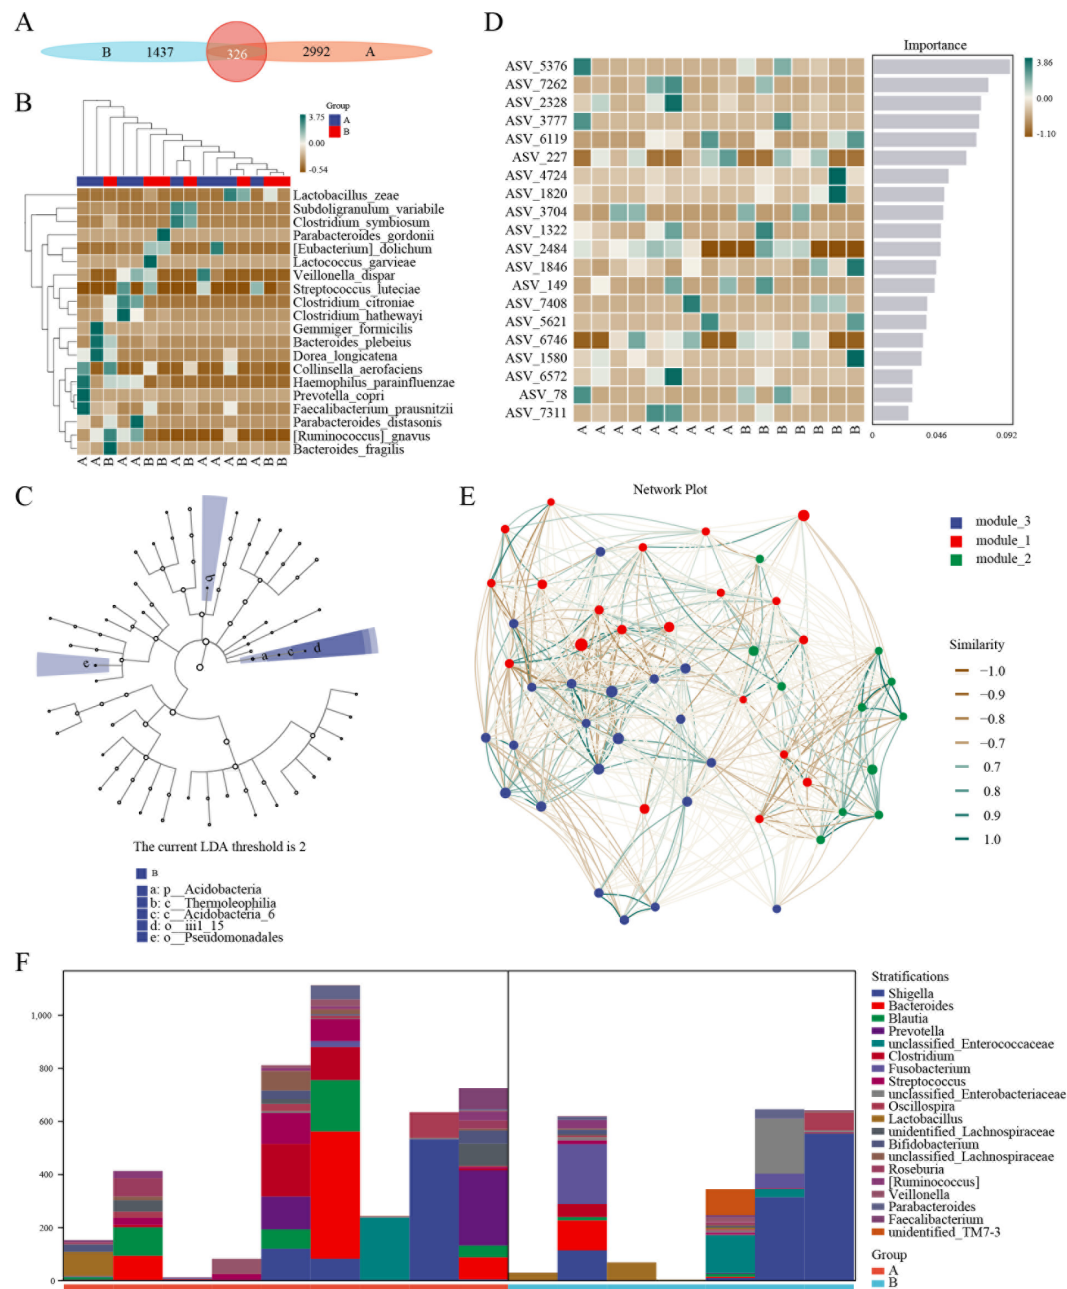 A
B 1437 326 2992 A
B
Group
A
B
3.75
0.00
-0.54
Lactobacillus_zeae
Subdoligranulum_variabile
Clostridium_symbiosum
Parabacteroides_gordonii
[Eubacterium]_dolichum
Lactococcus_garvieae
Veillonella_dispar
Streptococcus_luteciae
Clostridium_citroniae
Clostridium_hathewayi
Gemmiger_formicilis
Bacteroides_plebeius
Dorea_longicatena
Collinsella_aerofaciens
Haemophilus_parainfluenzae
Prevotella_copri
Faecalibacterium_prausnitzii
Parabacteroides_distasonis
[Ruminococcus]_gnavus
Bacteroides_fragilis
A A B A A B B A B A A A B A B B
D
Importance
ASV_5376
ASV_7262
ASV_2328
ASV_3777
ASV_6119
ASV_227
ASV_4724
ASV_1820
ASV_3704
ASV_1322
ASV_2484
ASV_1846
ASV_149
ASV_7408
ASV_5621
ASV_6746
ASV_1580
ASV_6572
ASV_78
ASV_7311
A A A A A A A A A B B B B B B B
0 0.046 0.092
3.86
0.00
-1.10
C
b
a c d
e
The current LDA threshold is 2
B
a: p__Acidobacteria
b: c__Thermoleophilia
c: c__Acidobacteria_6
d: o__iii1_15
e: o__Pseudomonadales
E
Network Plot
module_3
module_1
module_2
Similarity
−1.0
−0.9
−0.8
−0.7
0.7
0.8
0.9
1.0
F
1,000
800
600
400
200
0
Stratifications
Shigella
Bacteroides
Blautia
Prevotella
unclassified_Enterococcaceae
Clostridium
Fusobacterium
Streptococcus
unclassified_Enterobacteriaceae
Oscillospira
Lactobacillus
unidentified_Lachnospiraceae
Bifidobacterium
unclassified_Lachnospiraceae
Roseburia
[Ruminococcus]
Veillonella
Parabacteroides
Faecalibacterium
unidentified_TM7-3
Group
A
B